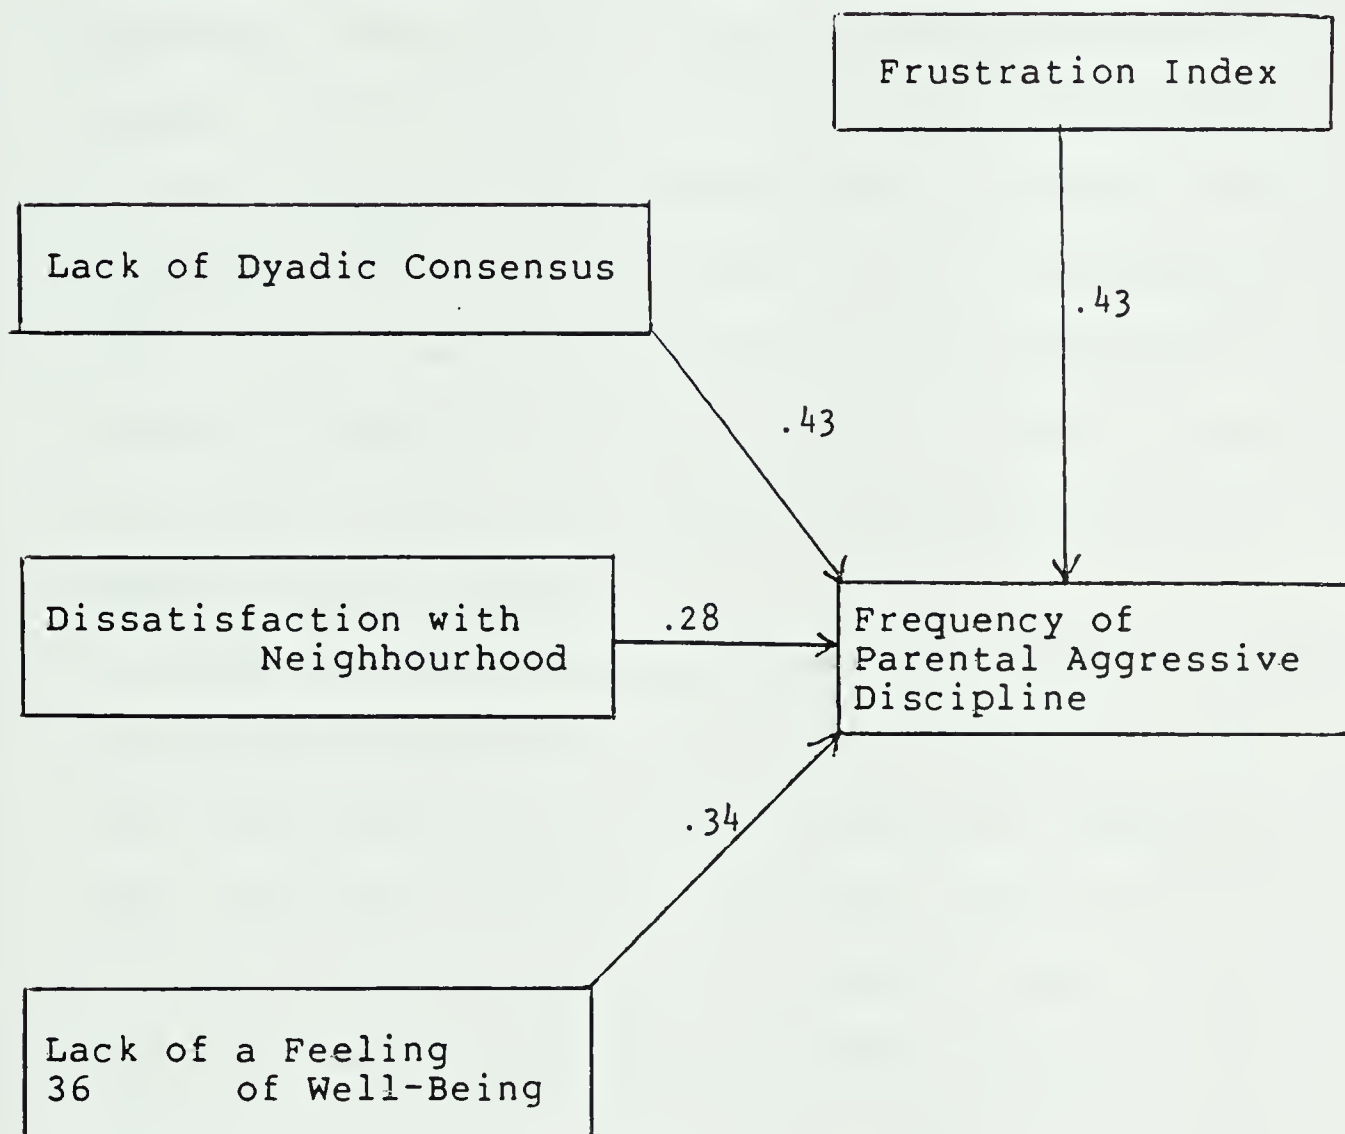 Frustration Index
Lack of Dyadic Consensus
.43
.43
Dissatisfaction with
Neighhourhood
.28
Frequency of
Parental Aggressive
Discipline
.34
Lack of a Feeling
36 of Well-Being